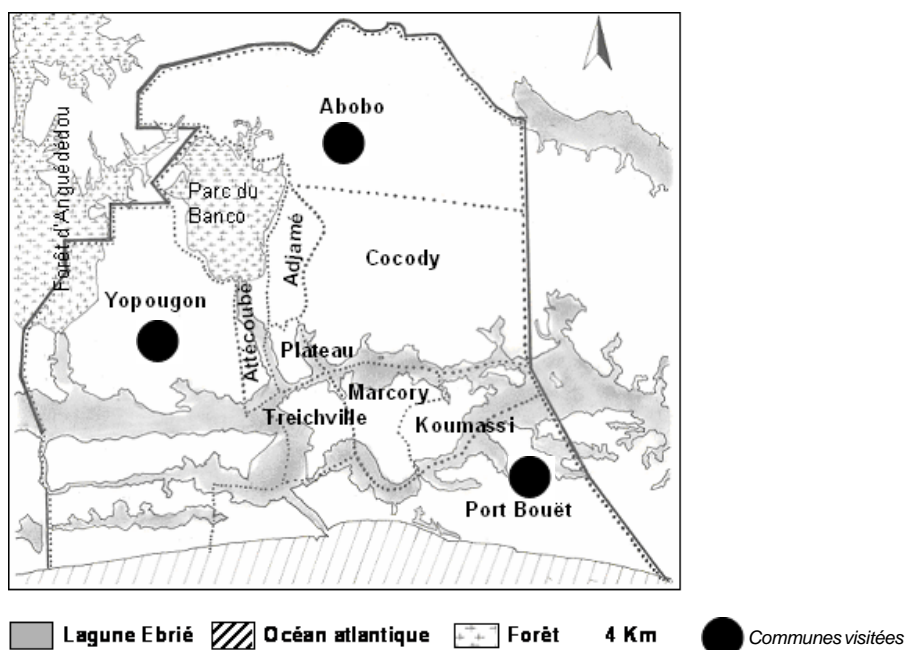 Abobo
Parc du
Banco
Forêt d'Anguédédou
Adjamé
Cocody
Yopougon
Attécoubé
Plateau
Marcory
Treichville
Koumassi
Port Bouët
Lagune Ebrié Océan atlantique Forêt 4 Km Communes visitées